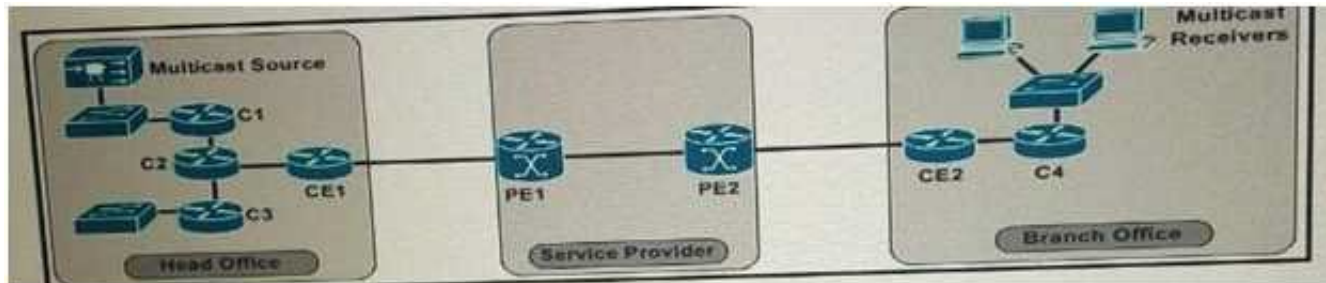 Multicast Source
C1
C2
CE1
C3
Head Office
PE1
PE2
Service Provider
Multicast
Receivers
CE2
C4
Branch Office